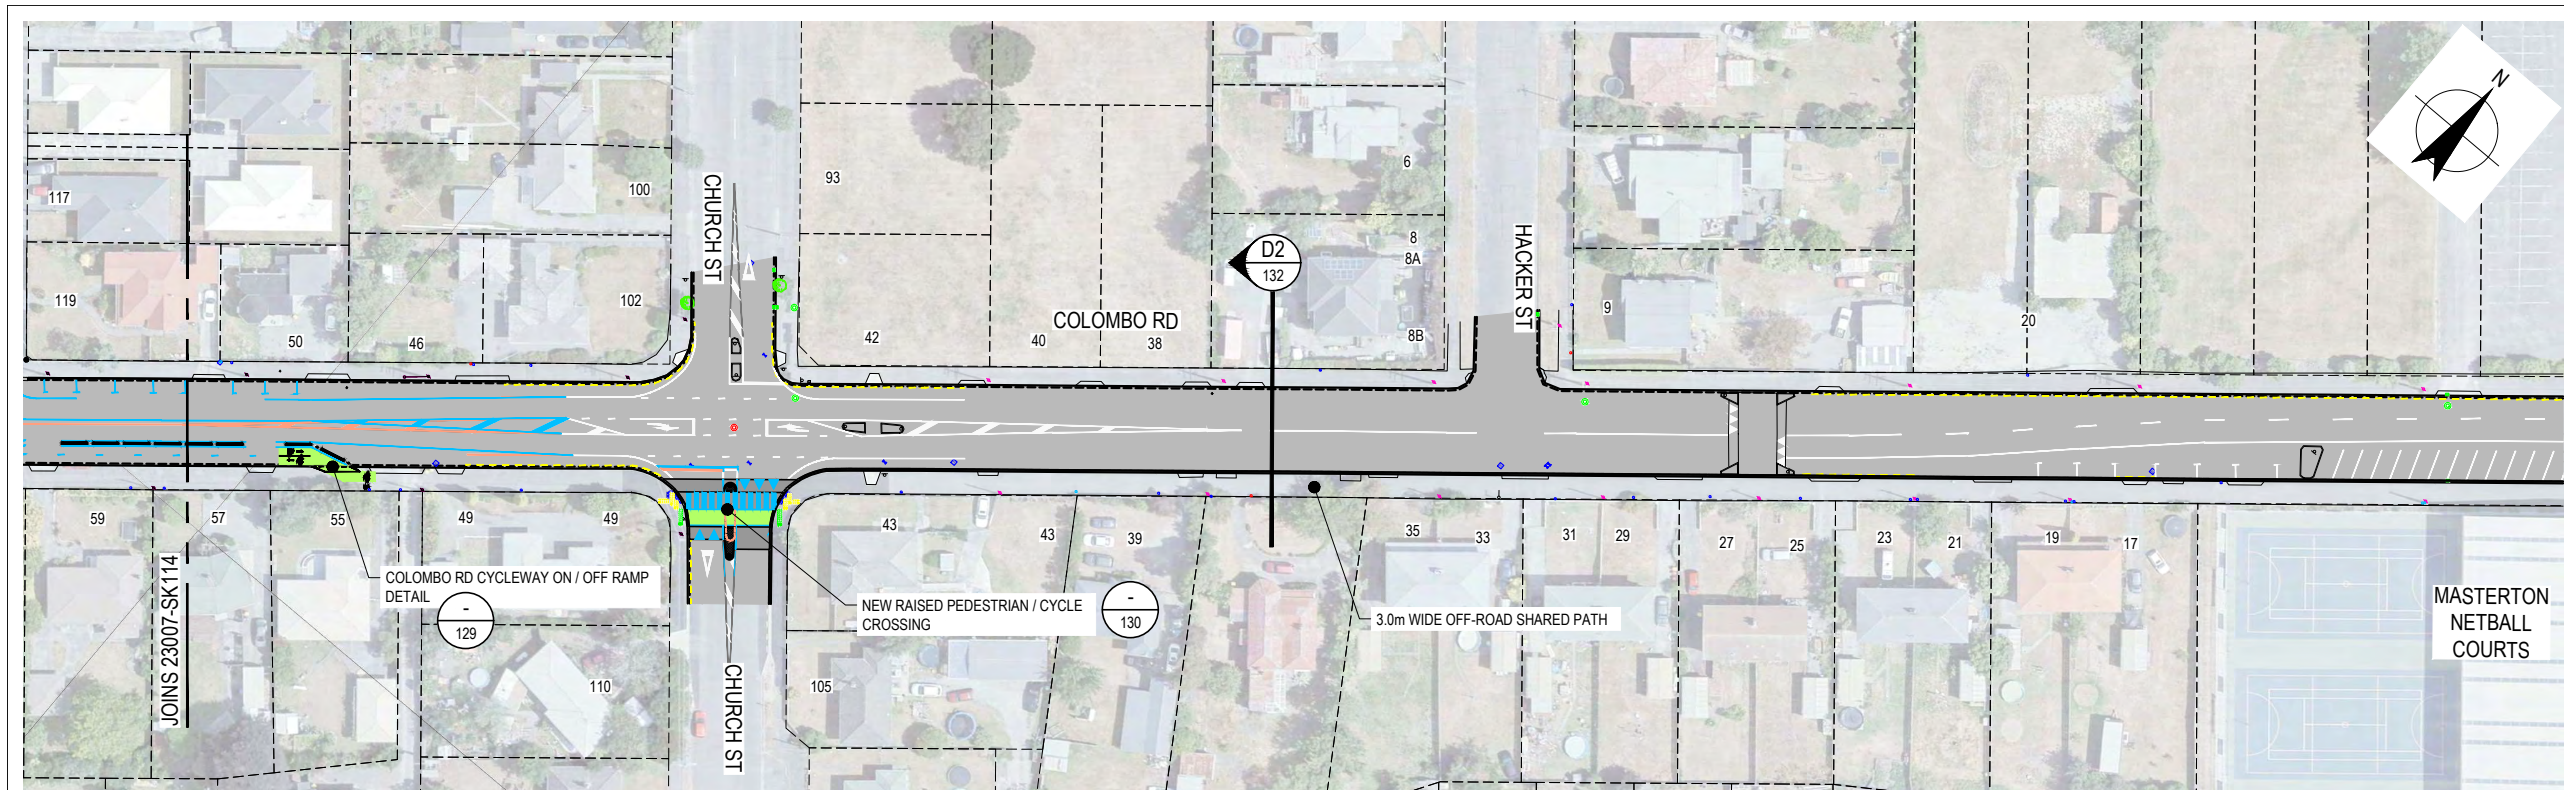 N
117
100
93
6
CHURCH ST
HACKER ST
D2
132
8
8A
119
102
COLOMBO RD
9
20
50
46
42
40
38
8B
59
57
55
49
49
43
43
39
35
33
31
29
27
25
23
21
19
17
JOINS 23007-SK114
COLOMBO RD CYCLEWAY ON / OFF RAMP
DETAIL
-
129
NEW RAISED PEDESTRIAN / CYCLE
CROSSING
-
130
3.0m WIDE OFF-ROAD SHARED PATH
MASTERTON
NETBALL
COURTS
110
105
CHURCH ST